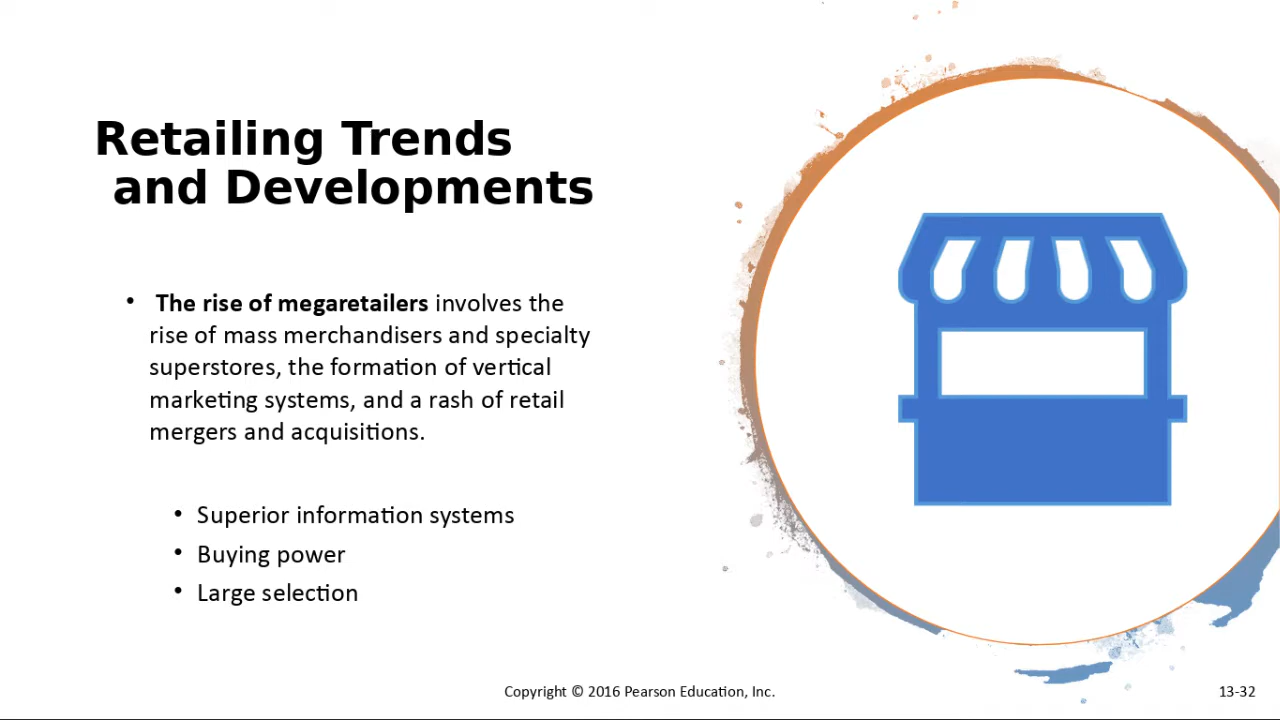 Retailing Trends
and Developments
• The rise of megaretailers involves the
rise of mass merchandisers and specialty
superstores, the formation of vertical
marketing systems, and a rash of retail
mergers and acquisitions.
• Superior information systems
• Buying power
• Large selection
Copyright © 2016 Pearson Education, Inc.
13-32